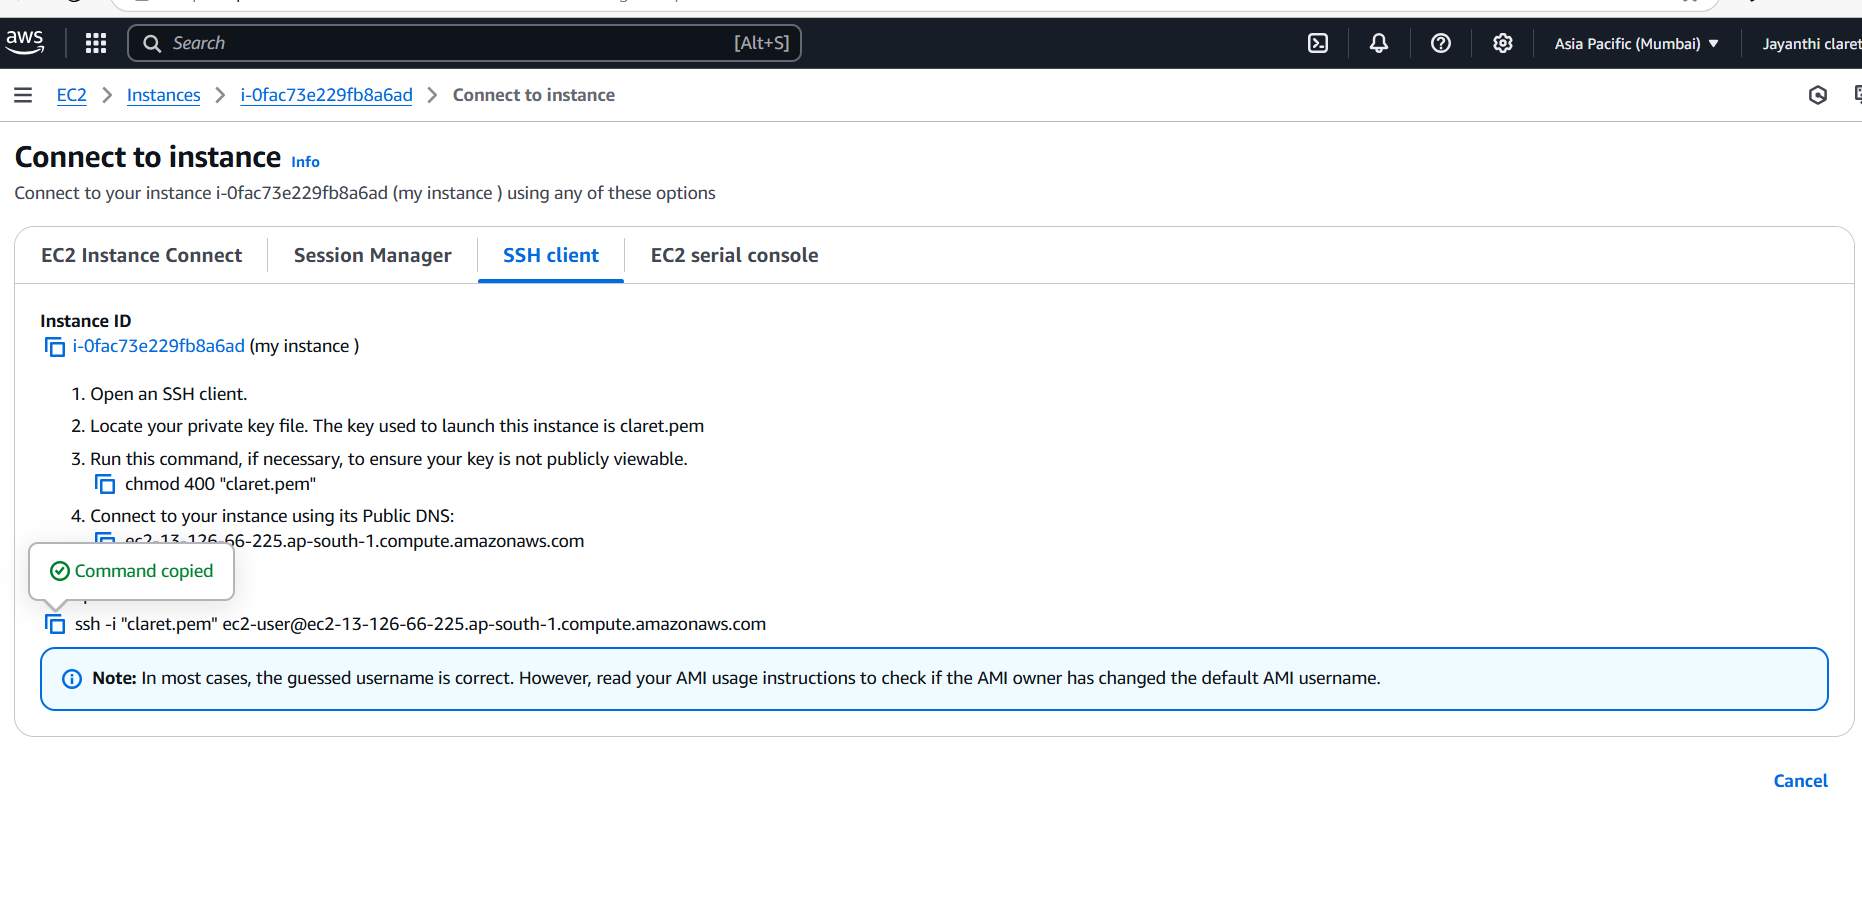 aws
Search [Alt+S]
Asia Pacific (Mumbai) ▼
Jayanthi claret
EC2 > Instances > i-0fac73e229fb8a6ad > Connect to instance
Connect to instance Info
Connect to your instance i-0fac73e229fb8a6ad (my instance ) using any of these options
EC2 Instance Connect
Session Manager
SSH client
EC2 serial console
Instance ID
i-0fac73e229fb8a6ad (my instance )
1. Open an SSH client.
2. Locate your private key file. The key used to launch this instance is claret.pem
3. Run this command, if necessary, to ensure your key is not publicly viewable.
chmod 400 "claret.pem"
4. Connect to your instance using its Public DNS:
ec2-13-126-66-225.ap-south-1.compute.amazonaws.com
Command copied
ssh -i "claret.pem" ec2-user@ec2-13-126-66-225.ap-south-1.compute.amazonaws.com
Note: In most cases, the guessed username is correct. However, read your AMI usage instructions to check if the AMI owner has changed the default AMI username.
Cancel